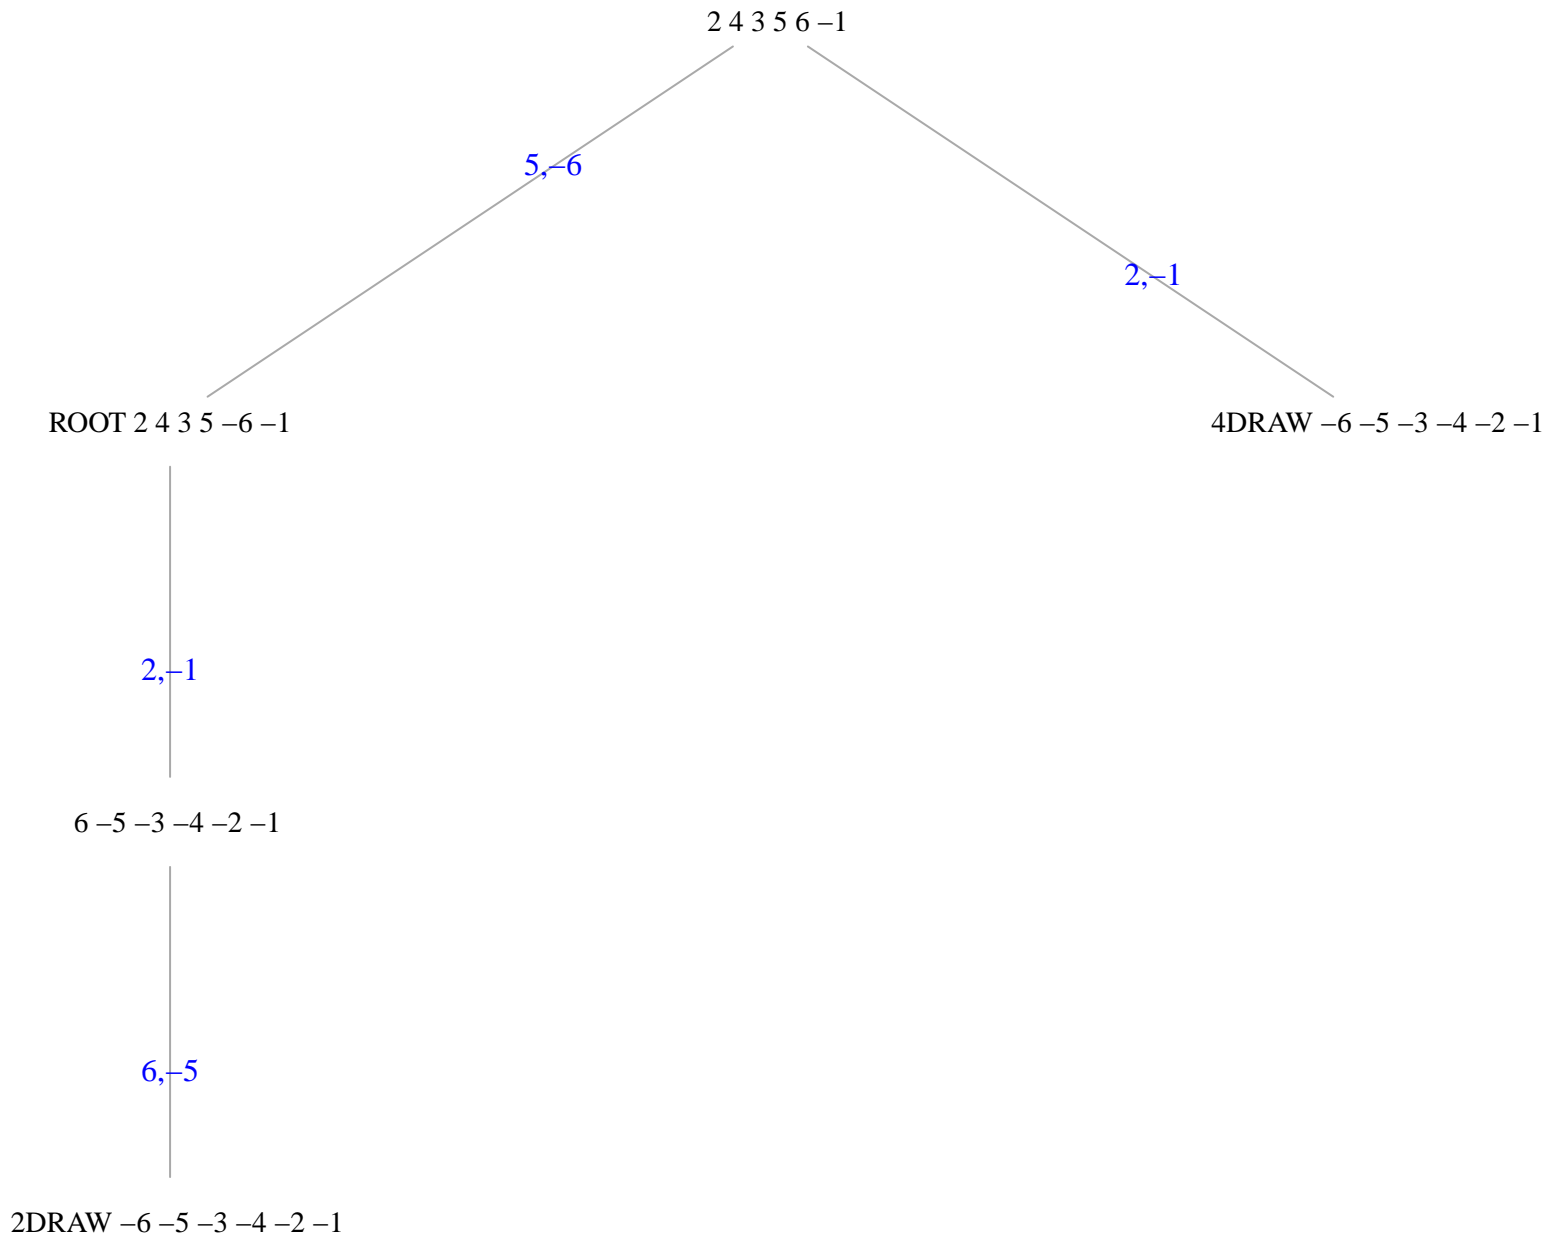 2 4 3 5 6 –1
5,–6
2,–1
ROOT 2 4 3 5 –6 –1
4DRAW –6 –5 –3 –4 –2 –1
2,–1
6 –5 –3 –4 –2 –1
6,–5
2DRAW –6 –5 –3 –4 –2 –1